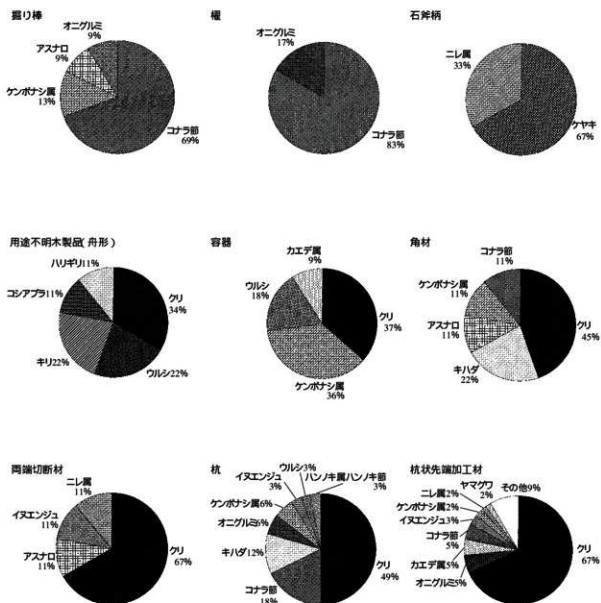 掘り棒
オニグルミ
9%
アスナロ
9%
ケンポナシ属
13%
コナラ節
69%
櫂
オニグルミ
17%
コナラ節
83%
石斧柄
ニレ属
33%
ケヤキ
67%
用途不明木製品(舟形)
ハリギリ11%
コシアブラ11%
キリ22%
ウルシ22%
クリ
34%
容器
カエデ属
9%
ウルシ
18%
クリ
37%
ケンポナシ属
36%
角材
コナラ節
11%
ケンポナシ属
11%
アスナロ
11%
キハダ
22%
クリ
45%
両端切断材
ニレ属
11%
イヌエンジュ
11%
アスナロ
11%
クリ
67%
杭
ウルシ3%
イヌエンジュ
3%
ハンノキ属ハンノキ節
3%
ケンポナシ属6%
オニグルミ6%
キハダ12%
コナラ節
18%
クリ
49%
杭状先端加工材
ヤマグワ
2%
その他9%
ニレ属2%
ケンポナシ属2%
イヌエンジュ3%
コナラ節
5%
カエデ属5%
オニグルミ5%
クリ
67%